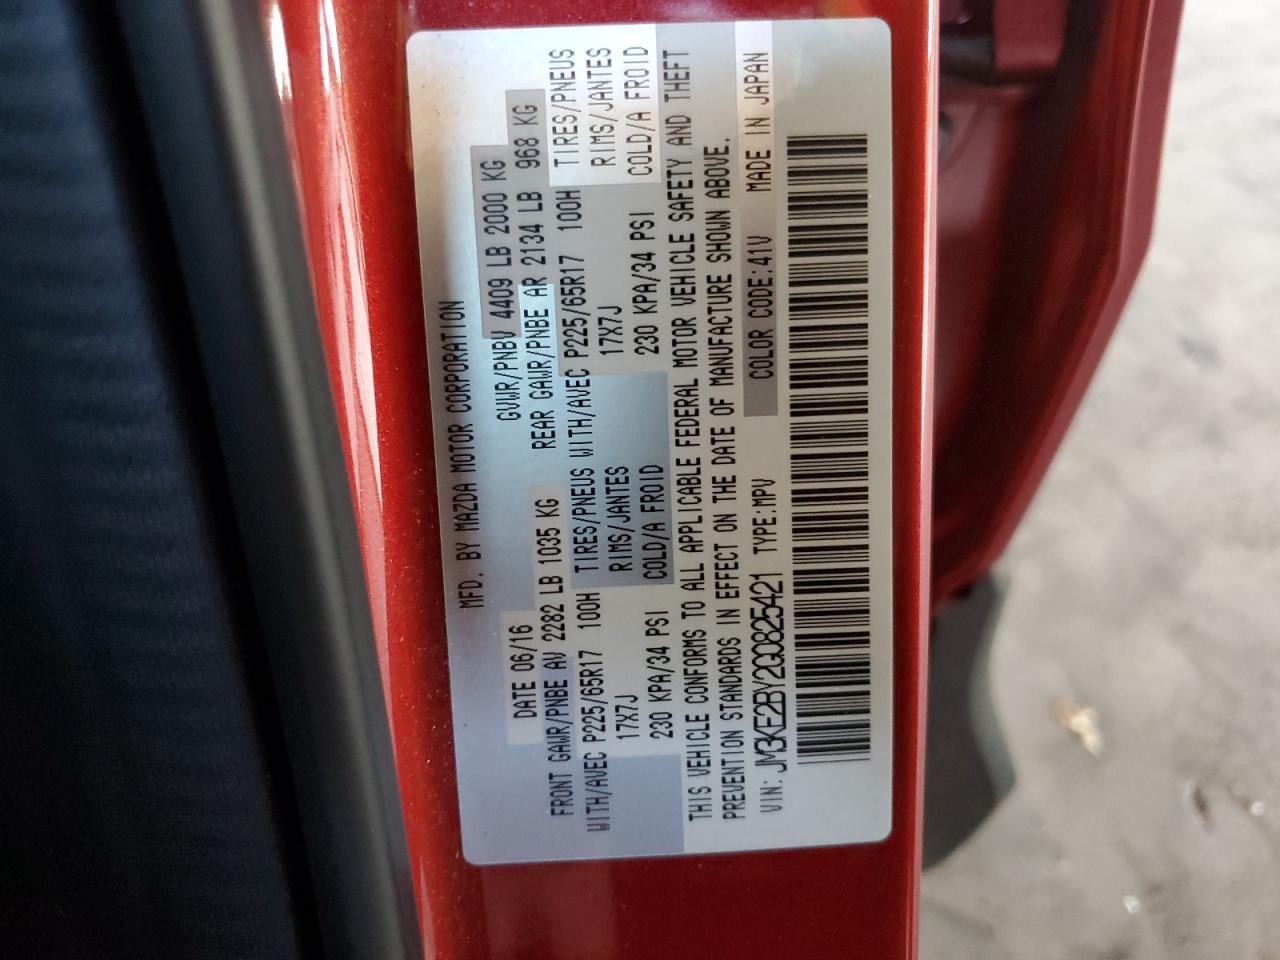 MFD. BY MAZDA MOTOR CORPORATION
DATE 06/16 GVWR/PNBV 4409 LB 2000 KG
FRONT GAWR/PNBE AV 2282 LB 1035 KG REAR GAWR/PNBE AR 2134 LB 968 KG
WITH/AVEC P225/65R17 100H TIRES/PNEUS WITH/AVEC P225/65R17 100H TIRES/PNEUS
17X7J RIMS/JANTES 17X7J RIMS/JANTES
230 KPA/34 PSI COLD/A FROID 230 KPA/34 PSI COLD/A FROID
THIS VEHICLE CONFORMS TO ALL APPLICABLE FEDERAL MOTOR VEHICLE SAFETY AND THEFT
PREVENTION STANDARDS IN EFFECT ON THE DATE OF MANUFACTURE SHOWN ABOVE.
VIN: JM3KE2BY2G0825421 TYPE:MPV COLOR CODE:41V MADE IN JAPAN